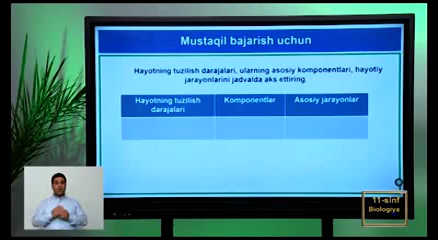 Mustaqil bajarish uchun
Hayotning tuzilish darajalari, ularning asosiy komponentlari, hayotiy
jarayonlarini jadvalda aks ettiring.
Hayotning tuzilish
darajalari
Komponentlar
Asosiy jarayonlar
11-sinf
Biologiya